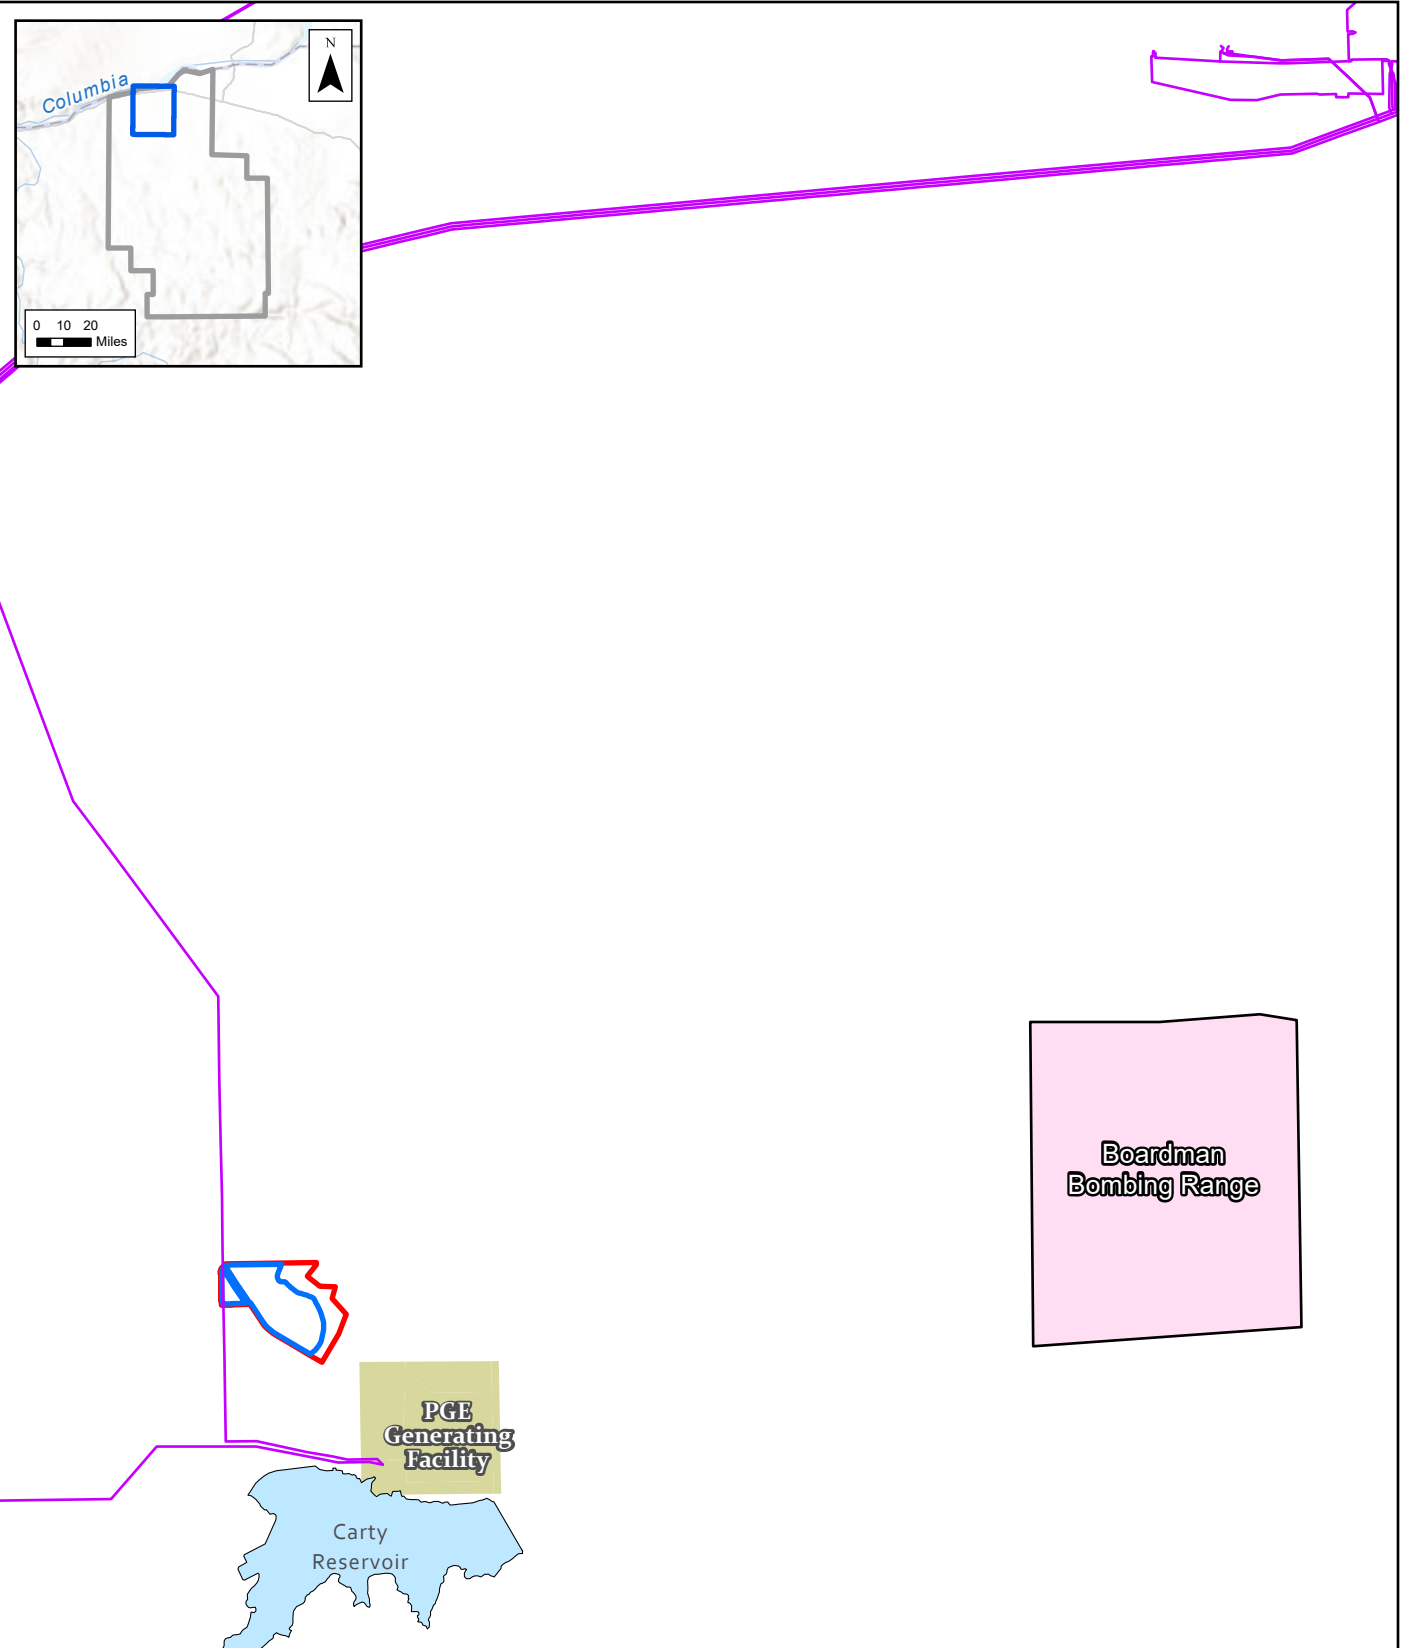 N
Columbia
0 10 20
Miles
Boardman
Bombing Range
PGE
Generating
Facility
Carty
Reservoir